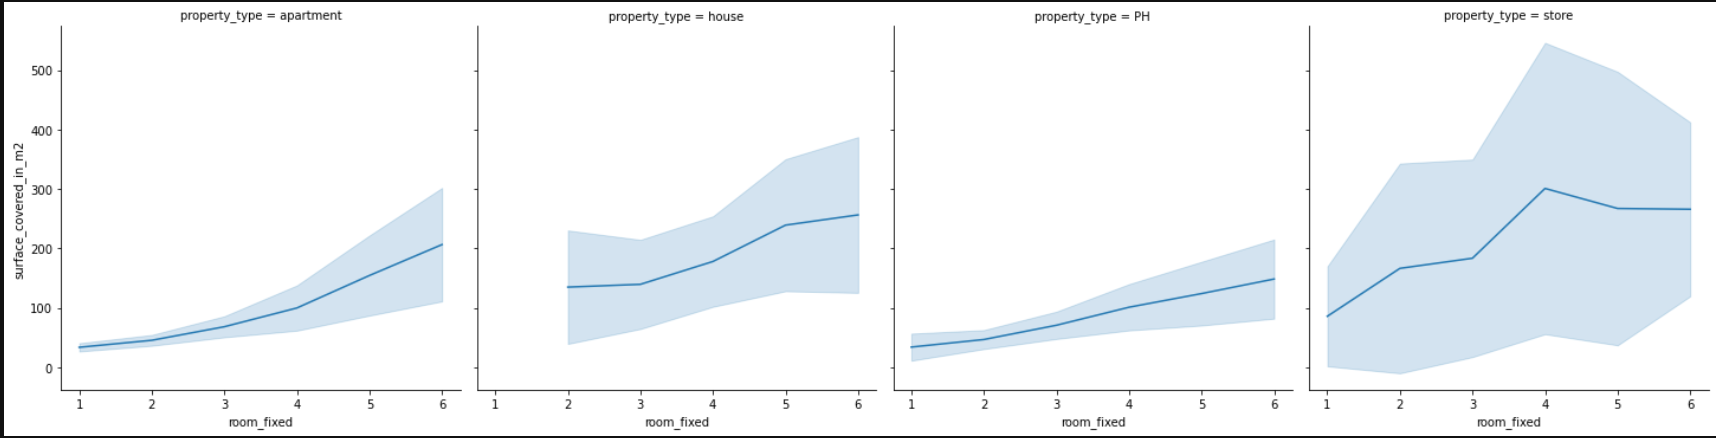 property_type = apartment
property_type = house
property_type = PH
property_type = store
surface_covered_in_m2
500
400
300
200
100
0
1 2 3 4 5 6
1 2 3 4 5 6
1 2 3 4 5 6
1 2 3 4 5 6
room_fixed
room_fixed
room_fixed
room_fixed